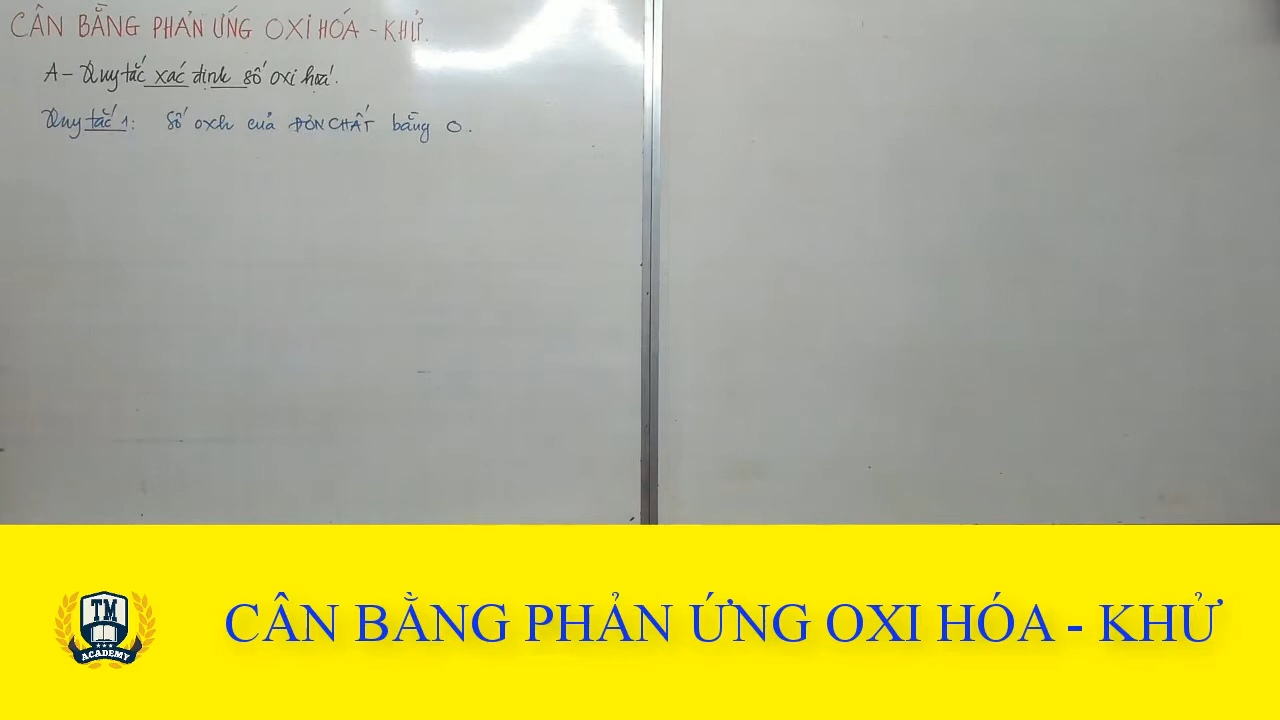 CÂN BẰNG PHẢN ỨNG OXI HÓA - KHỬ.
A - Quy tắc xác định số oxi hoá.
Quy tắc 1: Số oxh của ĐƠN CHẤT bằng 0.
TM
ACADEMY
CÂN BẰNG PHẢN ỨNG OXI HÓA - KHỬ